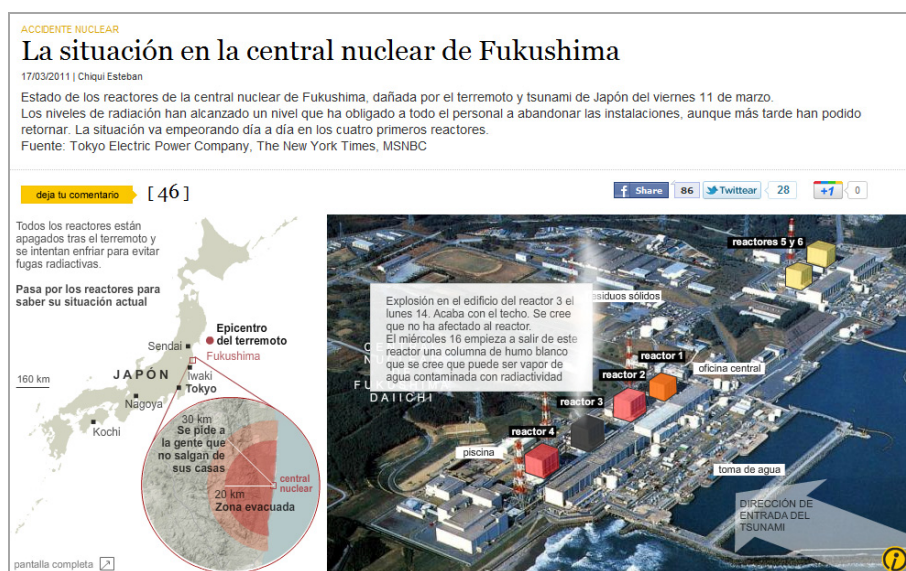 ACCIDENTE NUCLEAR
La situación en la central nuclear de Fukushima
17/03/2011 | Chiqui Esteban
Estado de los reactores de la central nuclear de Fukushima, dañada por el terremoto y tsunami de Japón del viernes 11 de marzo.
Los niveles de radiación han alcanzado un nivel que ha obligado a todo el personal a abandonar las instalaciones, aunque más tarde han podido
retornar. La situación va empeorando día a día en los cuatro primeros reactores.
Fuente: Tokyo Electric Power Company, The New York Times, MSNBC
deja tu comentario [ 46 ]
f Share 86 Twittear 28 +1 0
Todos los reactores están
apagados tras el terremoto y
se intentan enfriar para evitar
fugas radiactivas.
Pasa por los reactores para
saber su situación actual
Epicentro
del terremoto
Sendai
Fukushima
Iwaki
JAPÓN
Tokyo
160 km
Nagoya
Kochi
30 km
Se pide a
la gente que
no salgan de
sus casas
central
nuclear
20 km
Zona evacuada
pantalla completa
reactores 5 y 6
residuos sólidos
Explosión en el edificio del reactor 3 el
lunes 14. Acaba con el techo. Se cree
que no ha afectado al reactor.
El miércoles 16 empieza a salir de este
reactor una columna de humo blanco
que se cree que puede ser vapor de
agua contaminada con radiactividad
FUKUSHIMA
DAIICHI
reactor 1
oficina central
reactor 2
reactor 3
reactor 4
piscina
toma de agua
DIRECCIÓN DE
ENTRADA DEL
TSUNAMI
i